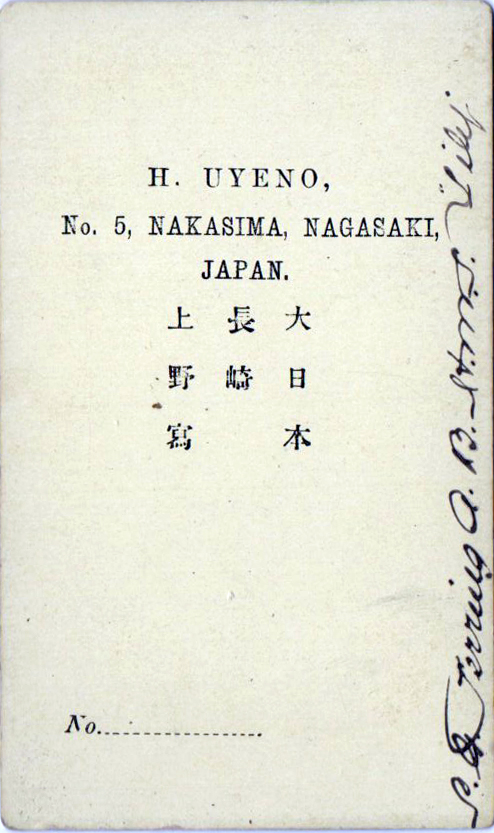 H. UYENO,
No. 5, NAKASIMA, NAGASAKI,
JAPAN.
大日本
長崎
上野寫
No.